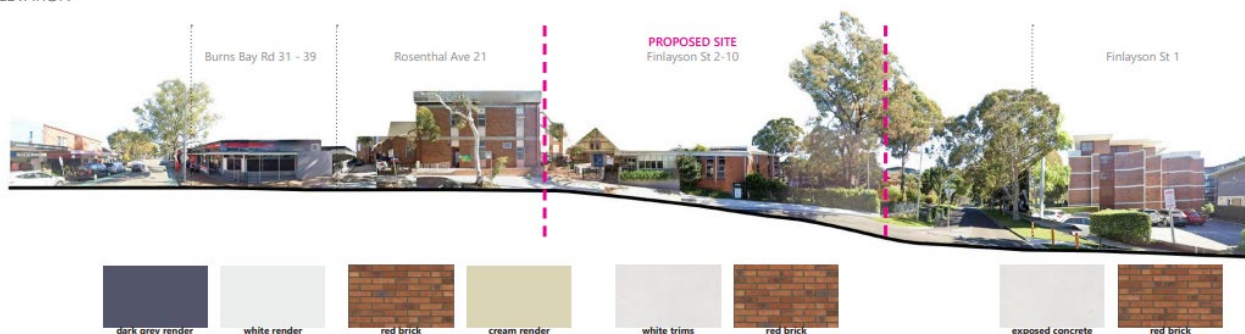 Burns Bay Rd 31 - 39
Rosenthal Ave 21
PROPOSED SITE
Finlayson St 2-10
Finlayson St 1
dark grey render
white render
red brick
cream render
white trims
red brick
exposed concrete
red brick